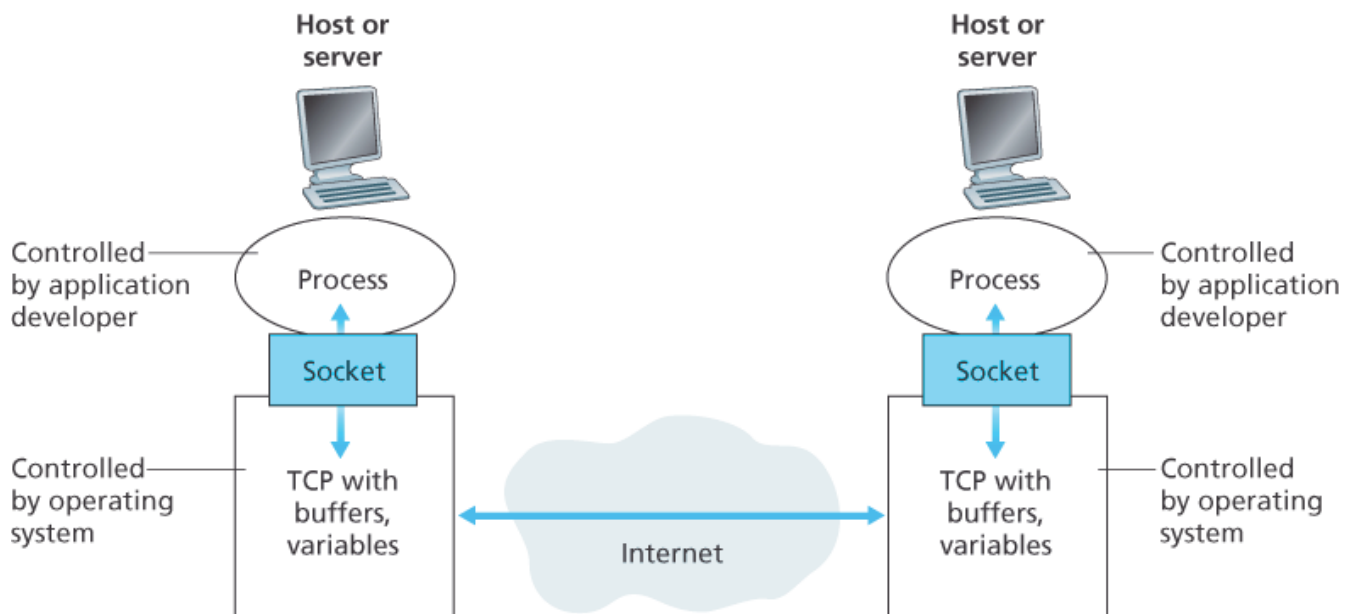 Host or
server
Host or
server
Controlled
by application
developer
Process
Process
Controlled
by application
developer
Socket
Socket
Controlled
by operating
system
TCP with
buffers,
variables
Internet
TCP with
buffers,
variables
Controlled
by operating
system